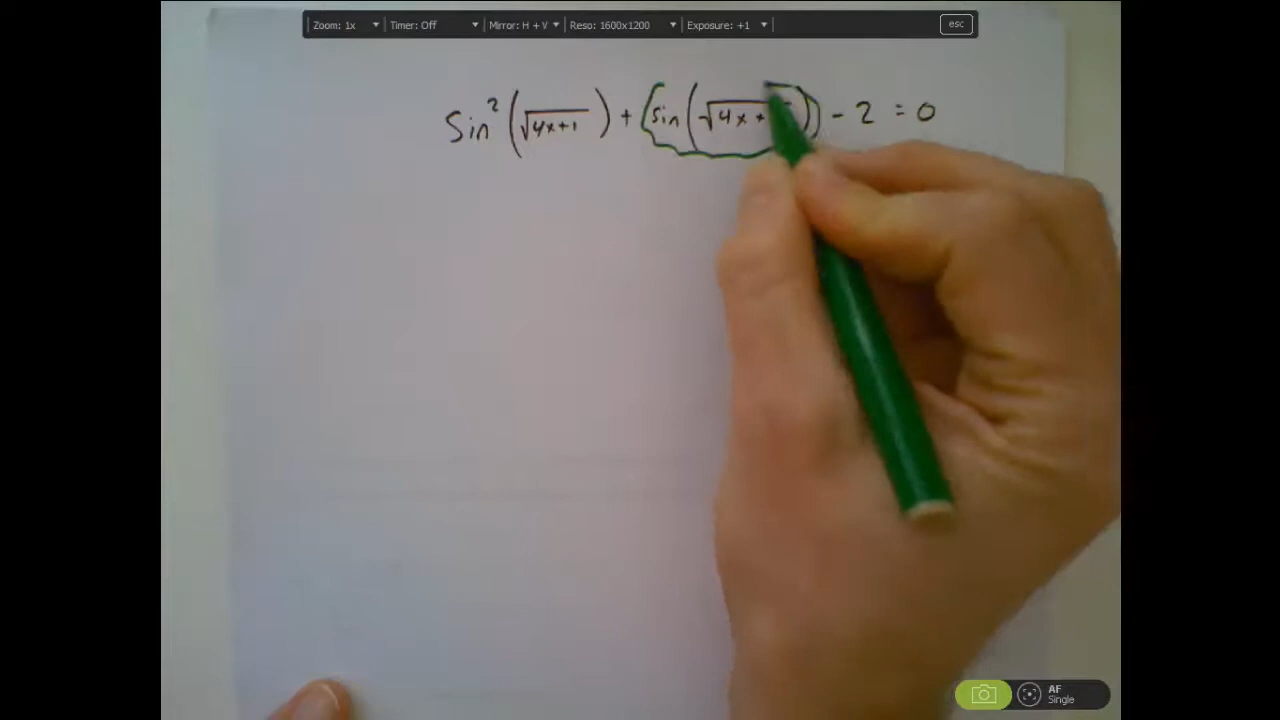 Zoom: 1x Timer: Off Mirror: H + V Reso: 1600x1200 Exposure: +1 esc
Sin²(√4x+1) + (sin(√4x+ )) - 2 = 0
AF
Single